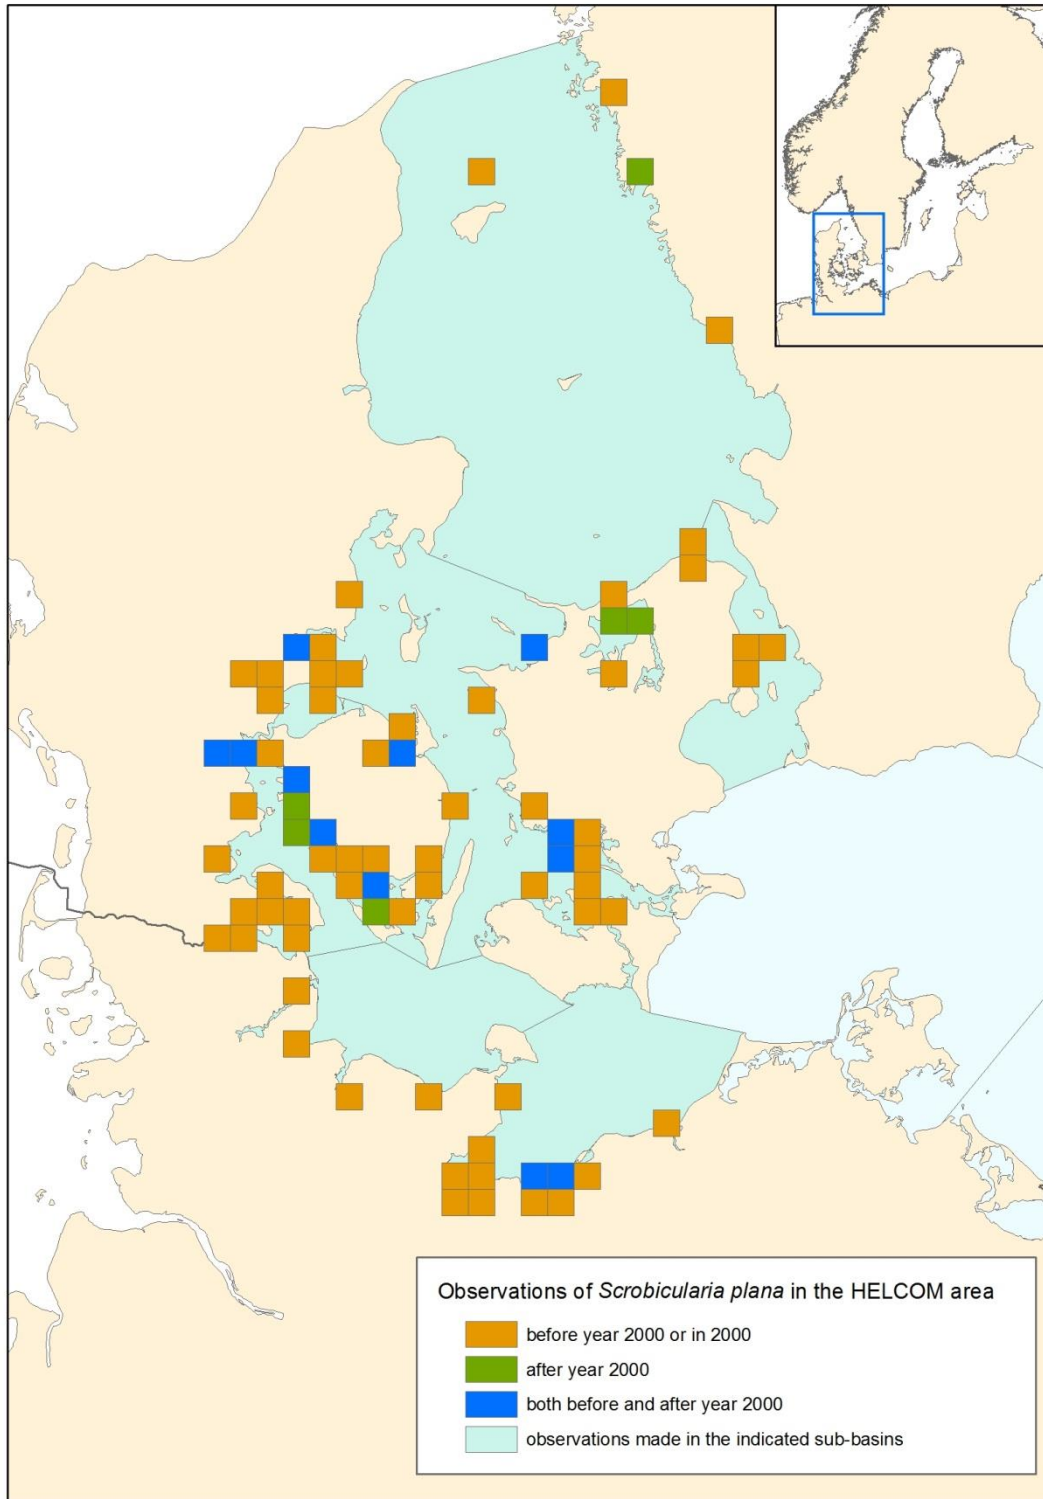 Observations of Scrobicularia plana in the HELCOM area
before year 2000 or in 2000
after year 2000
both before and after year 2000
observations made in the indicated sub-basins